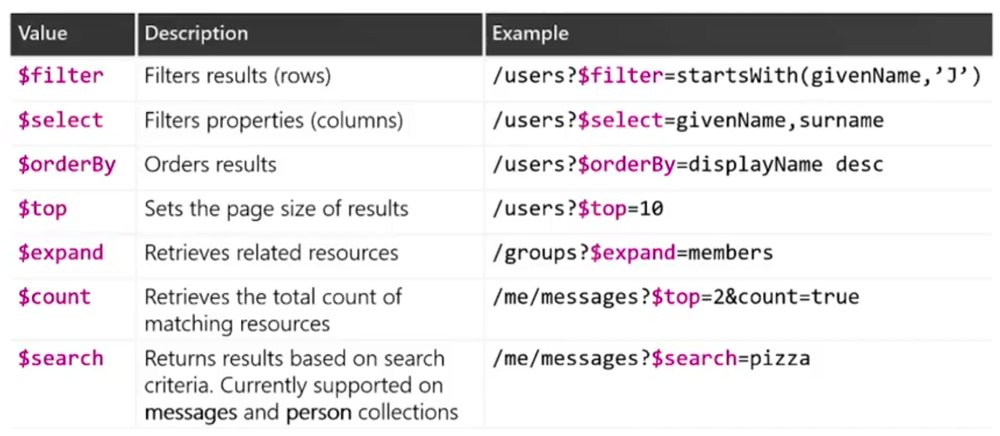 Value Description Example
$filter Filters results (rows) /users?$filter=startsWith(givenName,’J’)
$select Filters properties (columns) /users?$select=givenName,surname
$orderBy Orders results /users?$orderBy=displayName desc
$top Sets the page size of results /users?$top=10
$expand Retrieves related resources /groups?$expand=members
$count Retrieves the total count of /me/messages?$top=2&count=true
matching resources
$search Returns results based on search /me/messages?$search=pizza
criteria. Currently supported on
messages and person collections